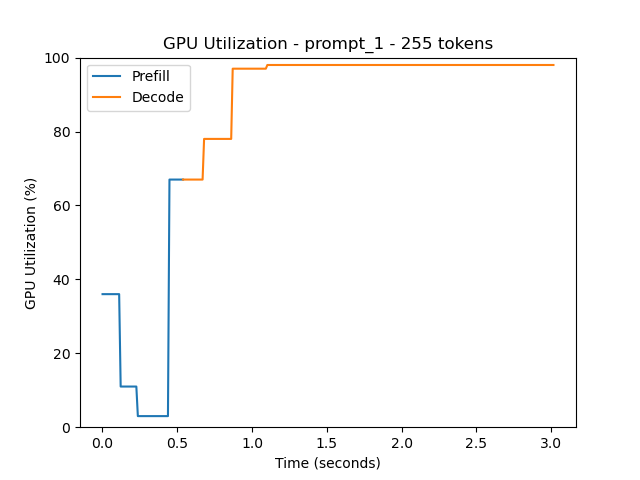 GPU Utilization - prompt_1 - 255 tokens
Prefill
Decode
GPU Utilization (%)
100
80
60
40
20
0
0.0 0.5 1.0 1.5 2.0 2.5 3.0
Time (seconds)